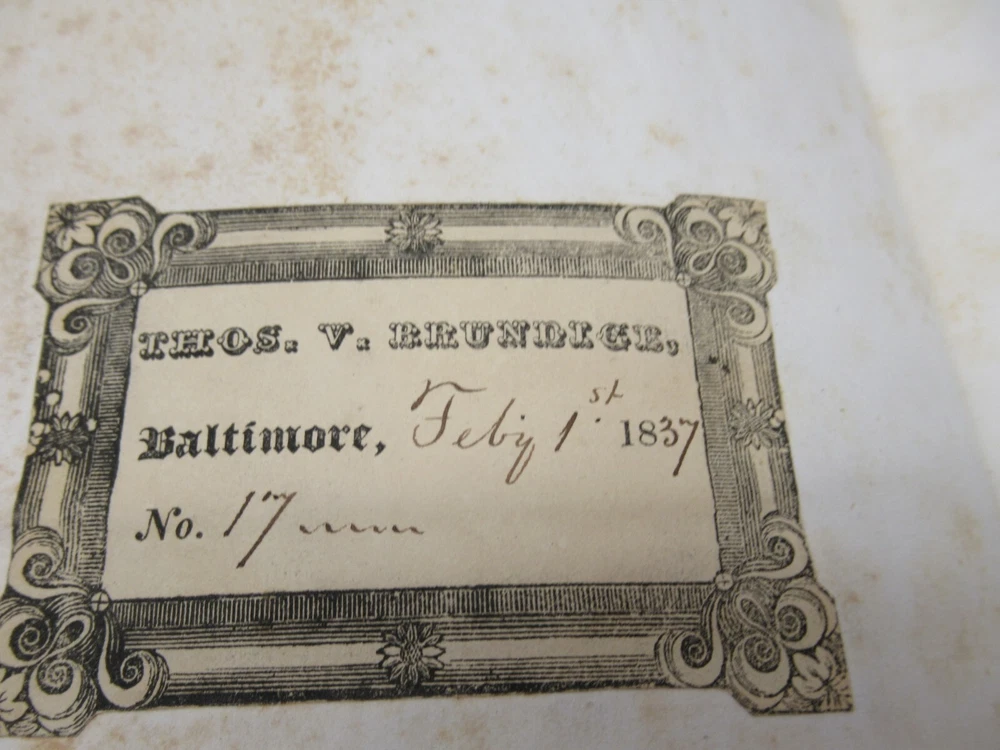 THOS. V. BRUNDIGE,
Baltimore, Feby 1st 1837
No. 17